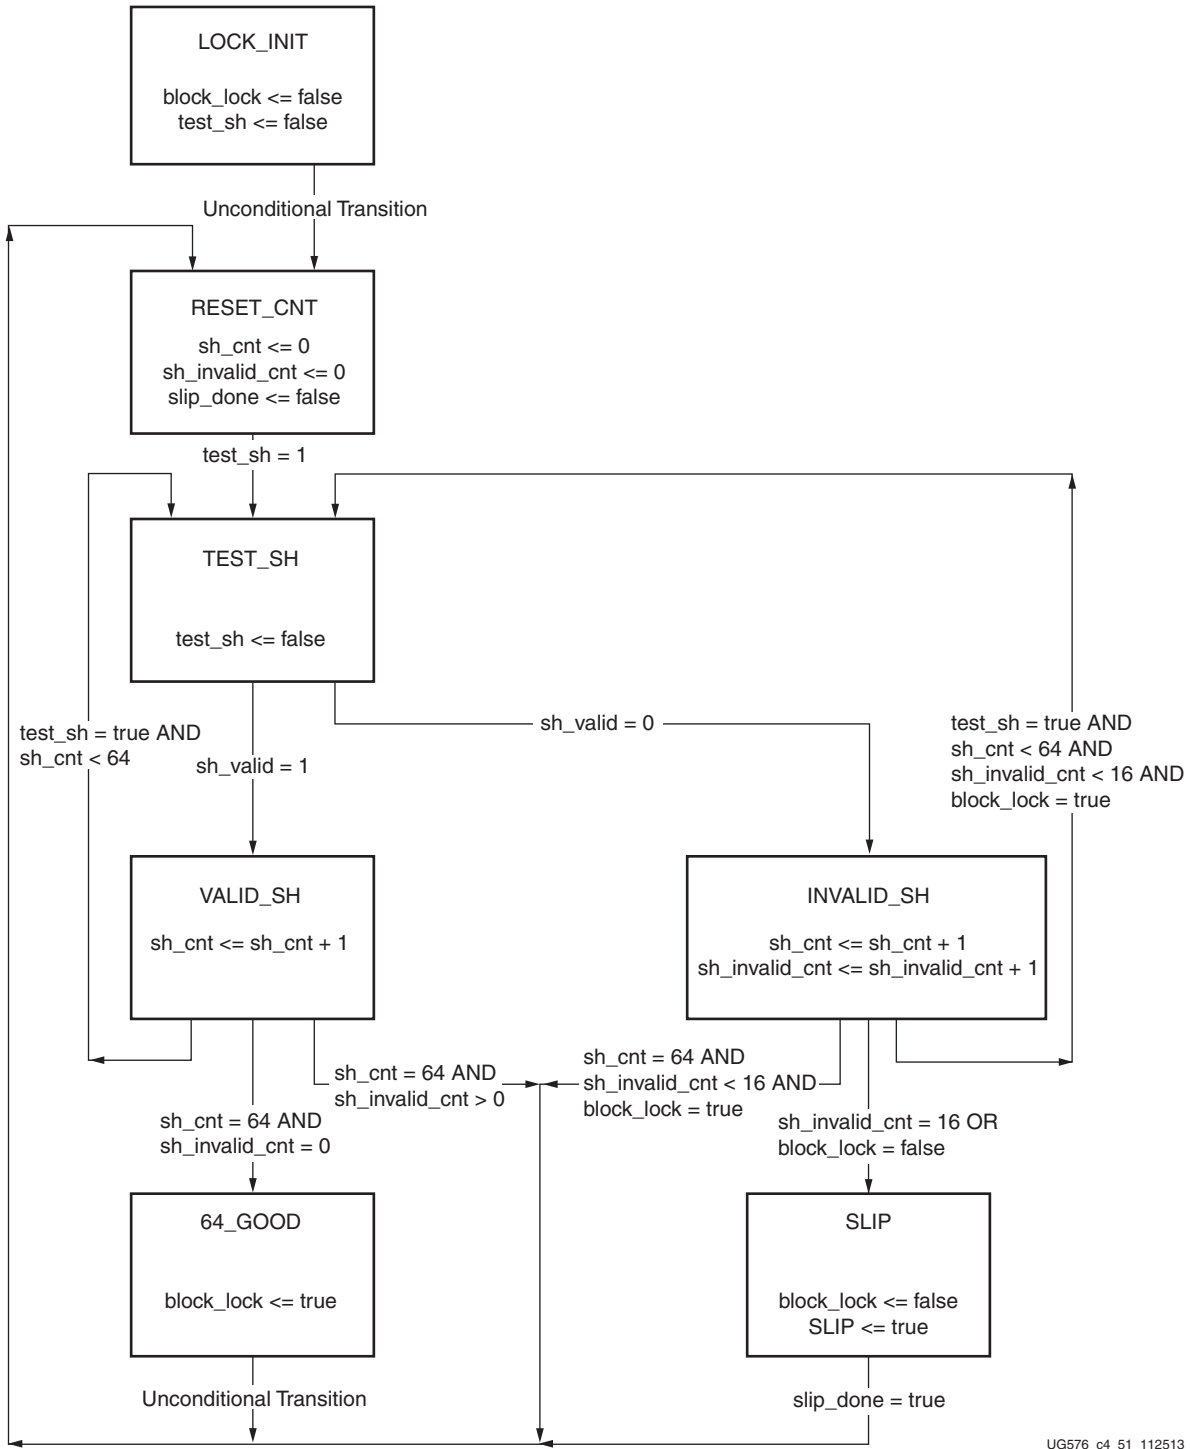 LOCK_INIT
block_lock <= false
test_sh <= false
Unconditional Transition
RESET_CNT
sh_cnt <= 0
sh_invalid_cnt <= 0
slip_done <= false
test_sh = 1
TEST_SH
test_sh <= false
test_sh = true AND
sh_cnt < 64
sh_valid = 1
sh_valid = 0
test_sh = true AND
sh_cnt < 64 AND
sh_invalid_cnt < 16 AND
block_lock = true
VALID_SH
sh_cnt <= sh_cnt + 1
INVALID_SH
sh_cnt <= sh_cnt + 1
sh_invalid_cnt <= sh_invalid_cnt + 1
sh_cnt = 64 AND
sh_invalid_cnt > 0
sh_cnt = 64 AND
sh_invalid_cnt < 16 AND
block_lock = true
sh_cnt = 64 AND
sh_invalid_cnt = 0
sh_invalid_cnt = 16 OR
block_lock = false
64_GOOD
block_lock <= true
SLIP
block_lock <= false
SLIP <= true
Unconditional Transition
slip_done = true
UG576_c4_51_112513